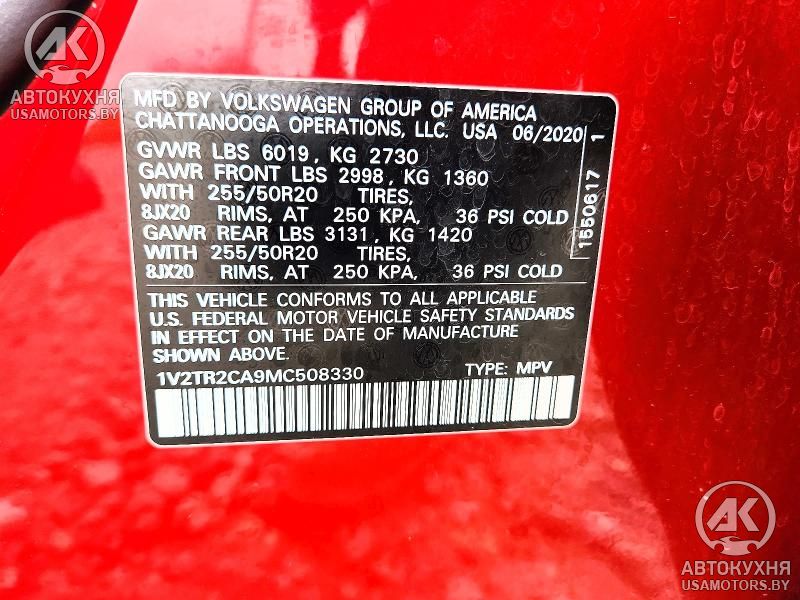 AK
АВТОКУХНЯ
USAMOTORS.BY
MFD BY VOLKSWAGEN GROUP OF AMERICA
CHATTANOOGA OPERATIONS, LLC. USA 06/2020
GVWR LBS 6019, KG 2730
GAWR FRONT LBS 2998, KG 1360
WITH 255/50R20 TIRES,
8JX20 RIMS, AT 250 KPA, 36 PSI COLD
GAWR REAR LBS 3131, KG 1420
WITH 255/50R20 TIRES,
8JX20 RIMS, AT 250 KPA, 36 PSI COLD
1550617 1
THIS VEHICLE CONFORMS TO ALL APPLICABLE
U.S. FEDERAL MOTOR VEHICLE SAFETY STANDARDS
IN EFFECT ON THE DATE OF MANUFACTURE
SHOWN ABOVE.
1V2TR2CA9MC508330 TYPE: MPV
AK
АВТОКУХНЯ
USAMOTORS.BY